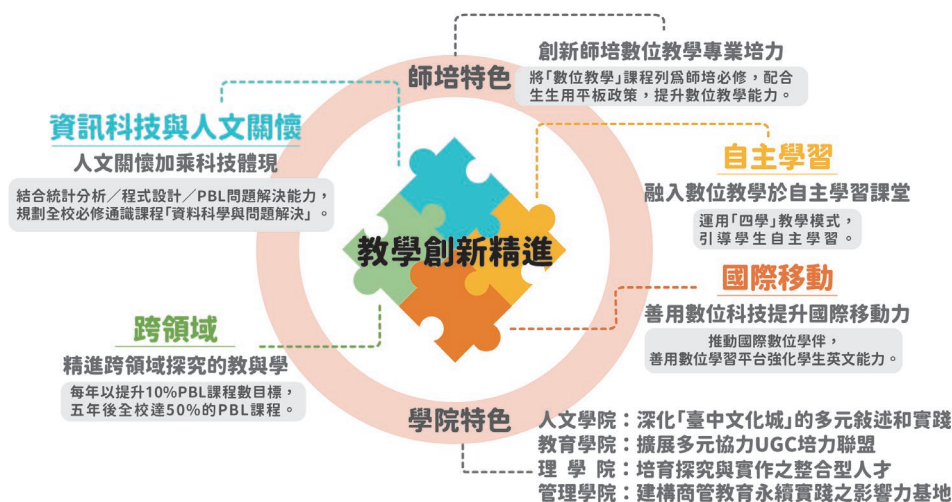 師培特色
創新師培數位教學專業培力
將「數位教學」課程列為師培必修，配合
生生用平板政策，提升數位教學能力。
資訊科技與人文關懷
人文關懷加乘科技體現
結合統計分析／程式設計／PBL問題解決能力，
規劃全校必修通識課程「資料科學與問題解決」。
自主學習
融入數位教學於自主學習課堂
運用「四學」教學模式，
引導學生自主學習。
教學創新精進
國際移動
善用數位科技提升國際移動力
推動國際數位學伴，
善用數位學習平台強化學生英文能力。
跨領域
精進跨領域探究的教與學
每年以提升10%PBL課程數目標，
五年後全校達50%的PBL課程。
學院特色
人文學院：深化「臺中文化城」的多元敘述和實踐
教育學院：擴展多元協力UGC培力聯盟
理 學 院：培育探究與實作之整合型人才
管理學院：建構商管教育永續實踐之影響力基地